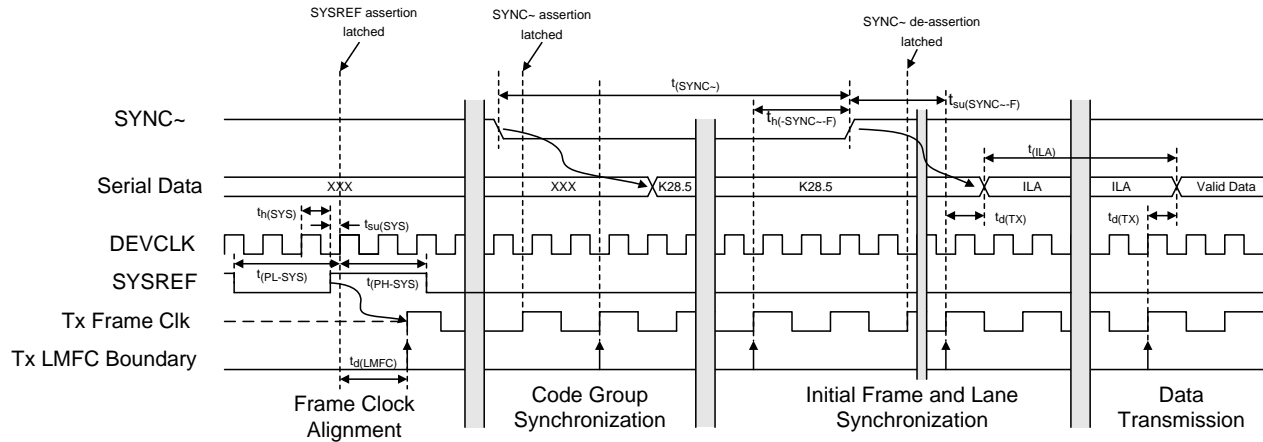 SYSREF assertion
latched
SYNC~ assertion
latched
SYNC~ de-assertion
latched
t(SYNC~)
tsu(SYNC~-F)
th(-SYNC~-F)
SYNC~
t(ILA)
Serial Data
XXX
XXX
K28.5
K28.5
ILA
ILA
Valid Data
th(SYS)
tsu(SYS)
td(TX)
td(TX)
DEVCLK
t(PL-SYS)
t(PH-SYS)
SYSREF
Tx Frame Clk
Tx LMFC Boundary
td(LMFC)
Frame Clock
Alignment
Code Group
Synchronization
Initial Frame and Lane
Synchronization
Data
Transmission